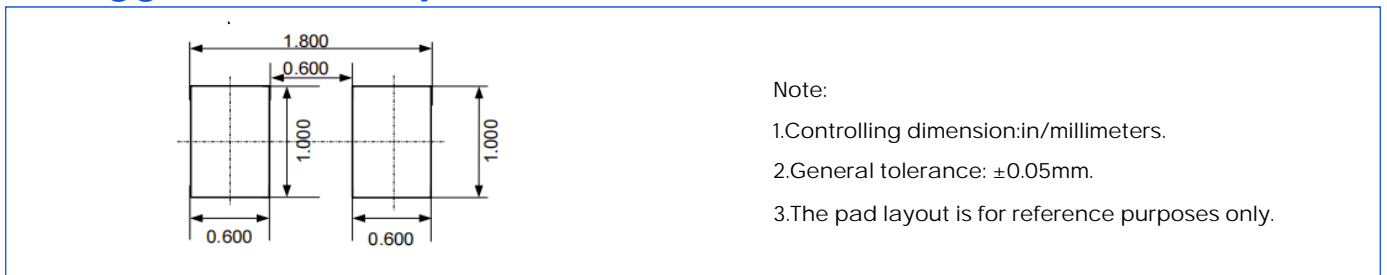 1.800
0.600
1.000
1.000
0.600
0.600
Note:
1.Controlling dimension:in/millimeters.
2.General tolerance: ±0.05mm.
3.The pad layout is for reference purposes only.